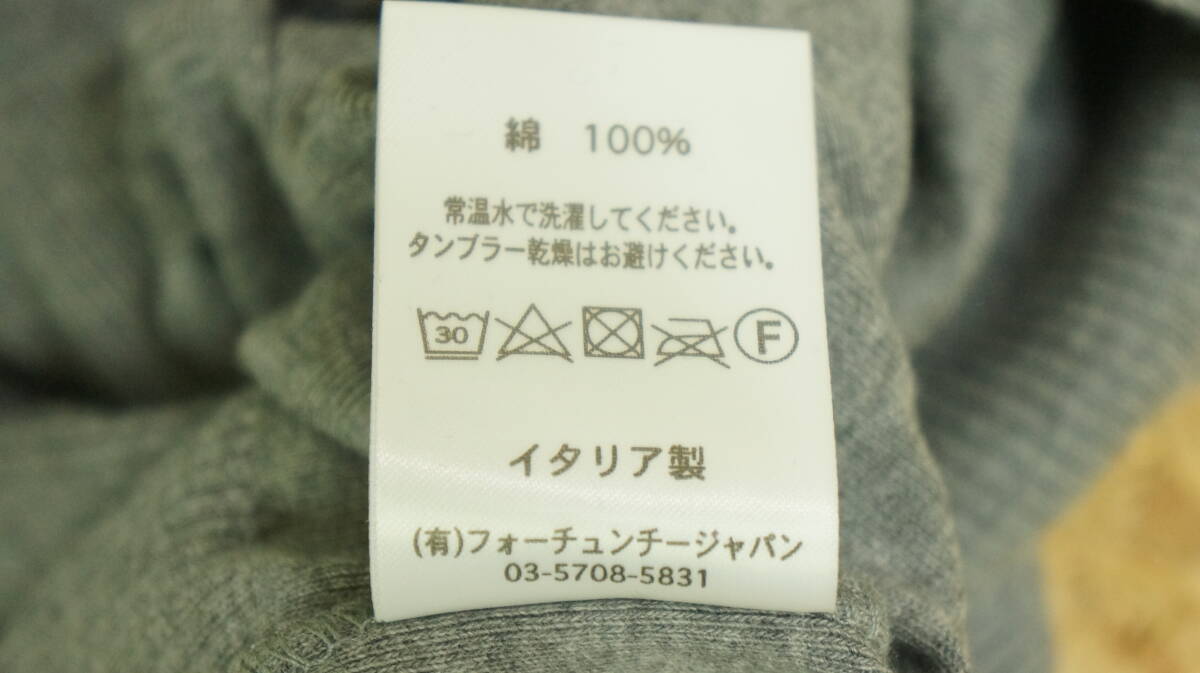 綿 100%
常温水で洗濯してください。
タンブラー乾燥はお避けください。
30 F
イタリア製
(有)フォーチュンチージャパン
03-5708-5831